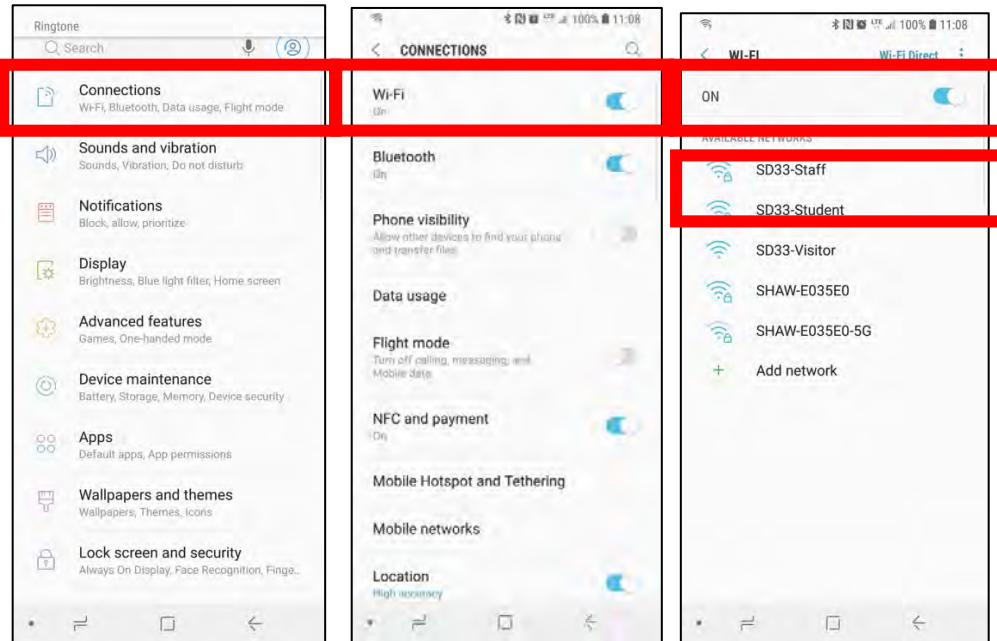 Ringtone
Search
Connections
Wi-Fi, Bluetooth, Data usage, Flight mode
Sounds and vibration
Sounds, Vibration, Do not disturb
Notifications
Block, allow, prioritize
Display
Brightness, Blue light filter, Home screen
Advanced features
Games, One-handed mode
Device maintenance
Battery, Storage, Memory, Device security
Apps
Default apps, App permissions
Wallpapers and themes
Wallpapers, Themes, Icons
Lock screen and security
Always On Display, Face Recognition, Finge..
LTE 100% 11:08
CONNECTIONS
Wi-Fi
On
Bluetooth
On
Phone visibility
Allow other devices to find your phone
and transfer files.
Data usage
Flight mode
Turn off calling, messaging, and
Mobile data.
NFC and payment
On
Mobile Hotspot and Tethering
Mobile networks
Location
High accuracy
LTE 100% 11:08
WI-FI Wi-Fi Direct
ON
AVAILABLE NETWORKS
SD33-Staff
SD33-Student
SD33-Visitor
SHAW-E035E0
SHAW-E035E0-5G
Add network